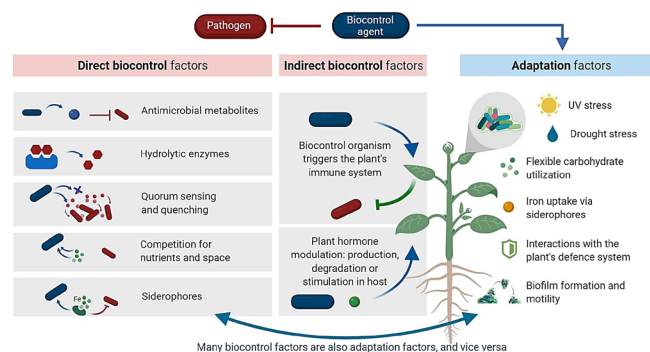 Pathogen
Biocontrol
agent
Direct biocontrol factors
Indirect biocontrol factors
Adaptation factors
Antimicrobial metabolites
Hydrolytic enzymes
Quorum sensing
and quenching
Competition for
nutrients and space
Fe
Siderophores
Biocontrol organism
triggers the plant's
immune system
Plant hormone
modulation: production,
degradation or
stimulation in host
UV stress
Drought stress
Flexible carbohydrate
utilization
Iron uptake via
siderophores
Interactions with the
plant's defence system
Biofilm formation and
motility
Many biocontrol factors are also adaptation factors, and vice versa